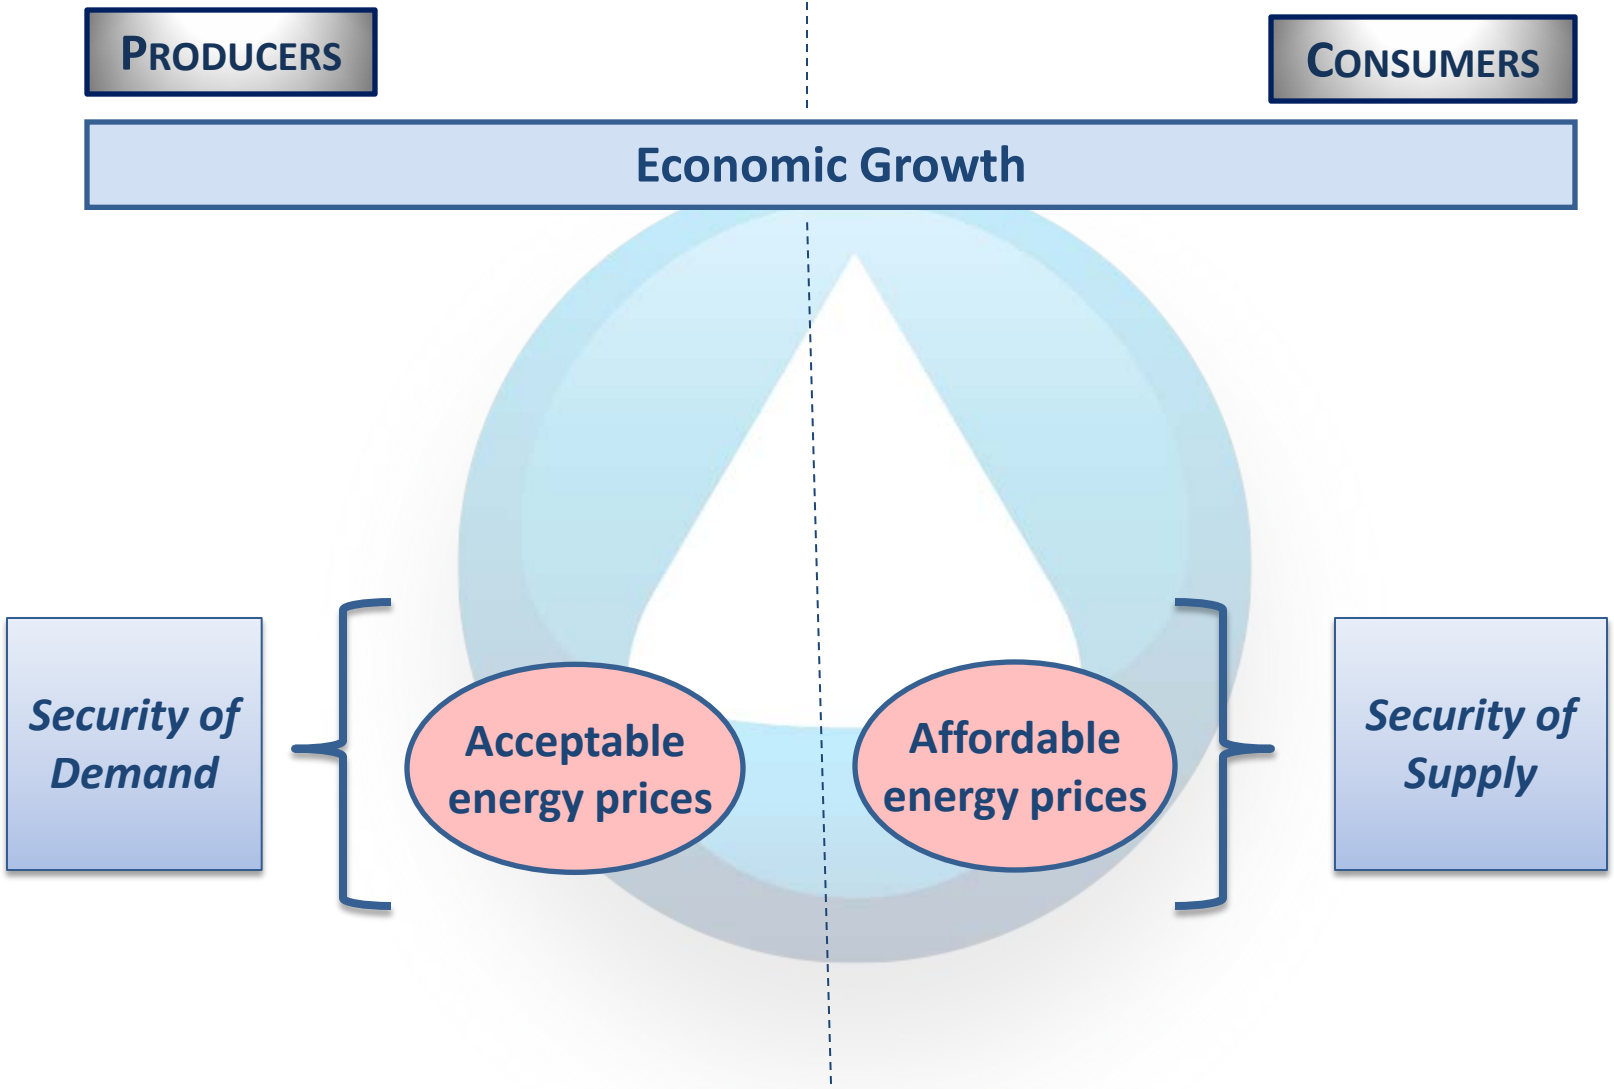 PRODUCERS
CONSUMERS
Economic Growth
Security of
Demand
Acceptable
energy prices
Affordable
energy prices
Security of
Supply